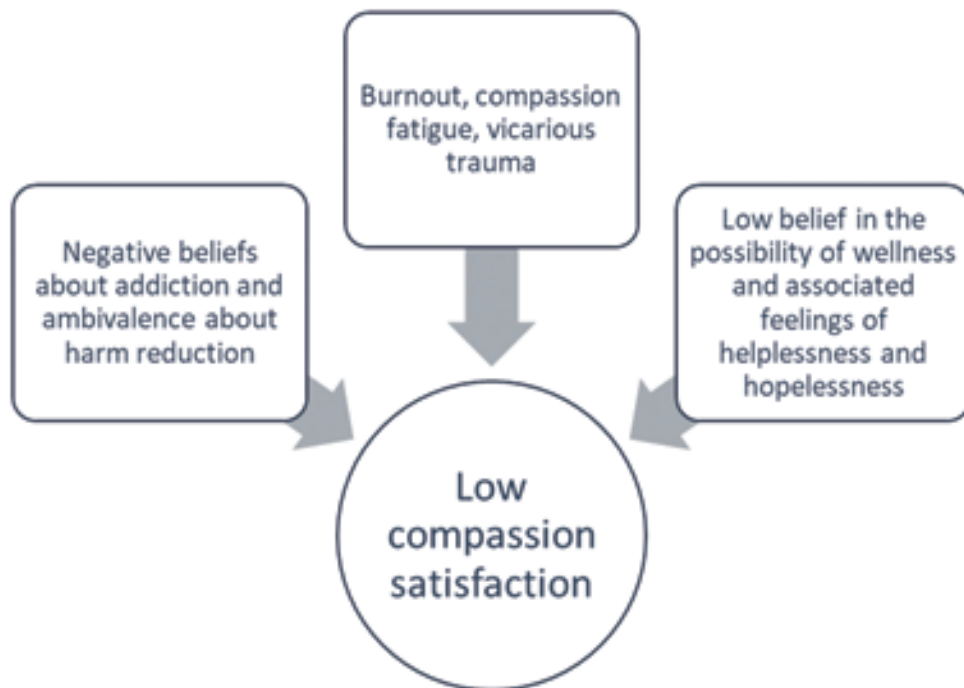 Burnout, compassion
fatigue, vicarious
trauma
Negative beliefs
about addiction and
ambivalence about
harm reduction
Low belief in the
possibility of wellness
and associated
feelings of
helplessness and
hopelessness
Low
compassion
satisfaction